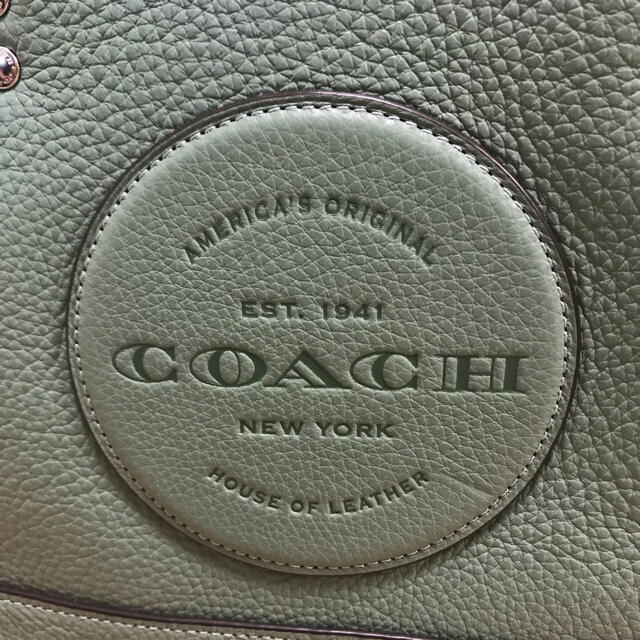 AMERICA'S ORIGINAL
EST. 1941
COACH
NEW YORK
HOUSE OF LEATHER